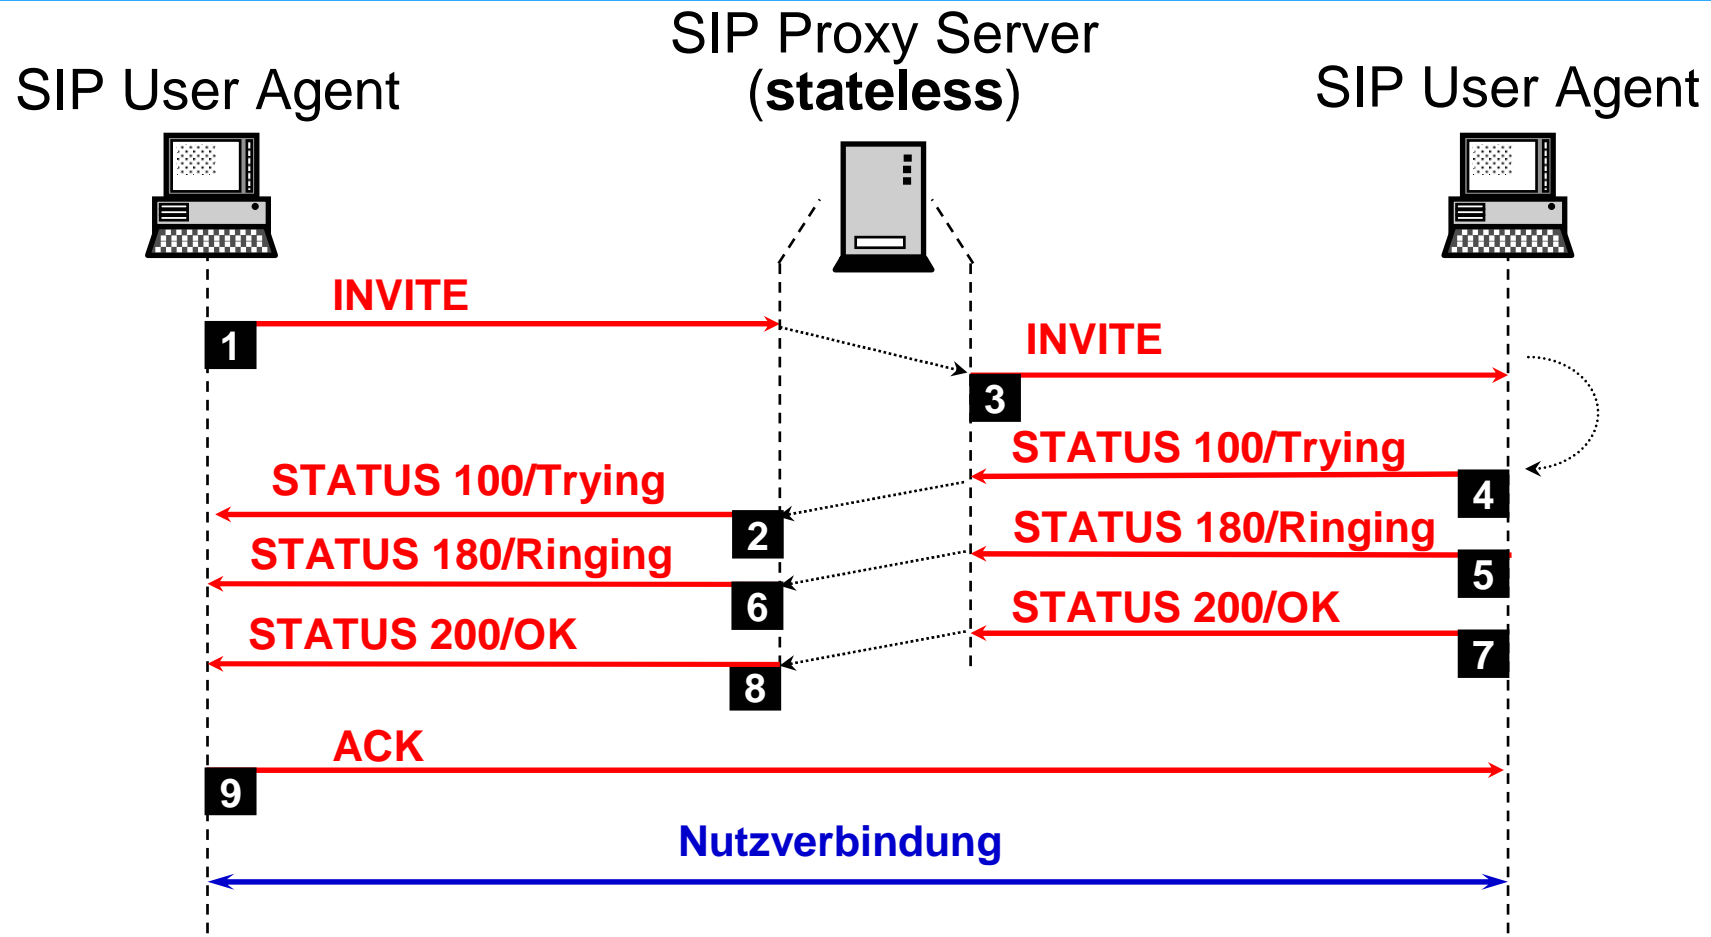 SIP Proxy Server
(stateless)
SIP User Agent
SIP User Agent
INVITE
1
INVITE
3
STATUS 100/Trying
4
STATUS 100/Trying
2
STATUS 180/Ringing
5
STATUS 180/Ringing
6
STATUS 200/OK
7
STATUS 200/OK
8
ACK
9
Nutzverbindung